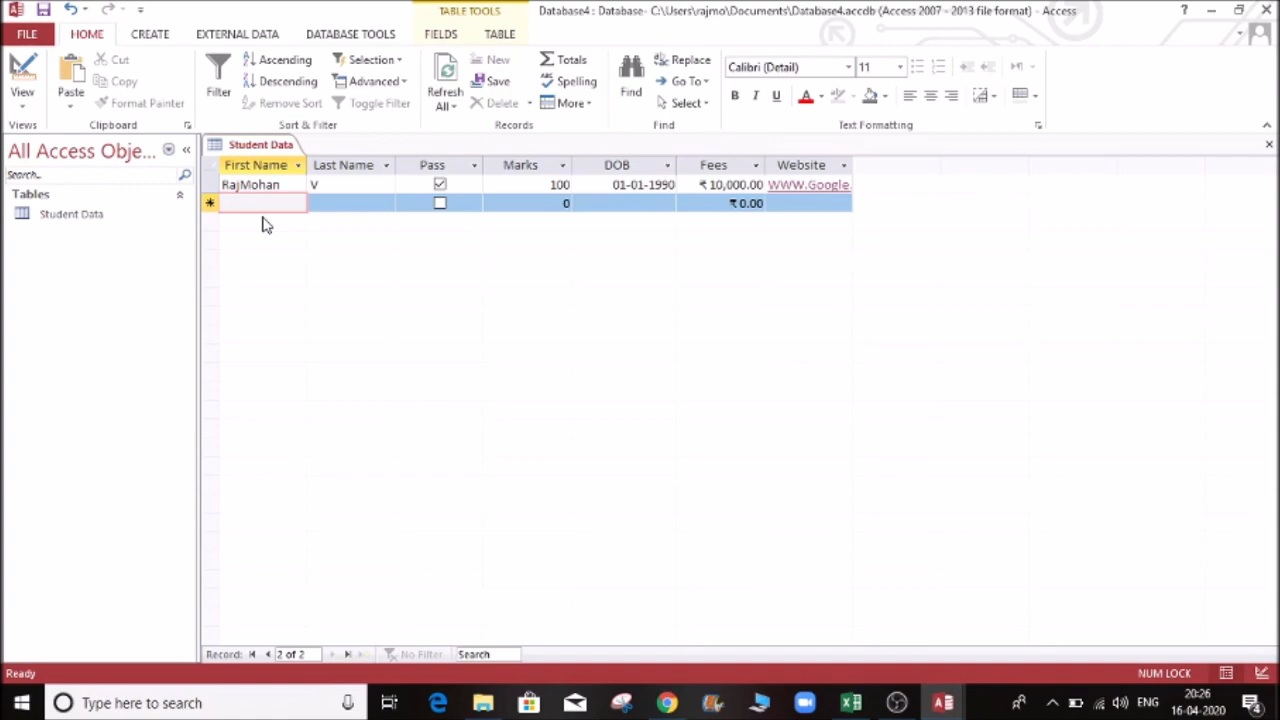 TABLE TOOLS
Database4 : Database- C:\Users\rajmo\Documents\Database4.accdb (Access 2007 - 2013 file format) - Access
FILE HOME CREATE EXTERNAL DATA DATABASE TOOLS FIELDS TABLE
View
Views
Paste
Cut
Copy
Format Painter
Clipboard
Filter
Ascending
Descending
Remove Sort
Selection
Advanced
Toggle Filter
Sort & Filter
Refresh
All
New
Save
Delete
Totals
Spelling
More
Records
Find
Replace
Go To
Select
Find
Calibri (Detail) 11
B I U A
Text Formatting
All Access Obje...
Search..
Tables
Student Data
Student Data
First Name Last Name Pass Marks DOB Fees Website
RajMohan V 100 01-01-1990 ₹ 10,000.00 WWW.Google.
0 ₹ 0.00
Record: 2 of 2 No Filter Search
Ready NUM LOCK
Type here to search
ENG
20:26
16-04-2020
4